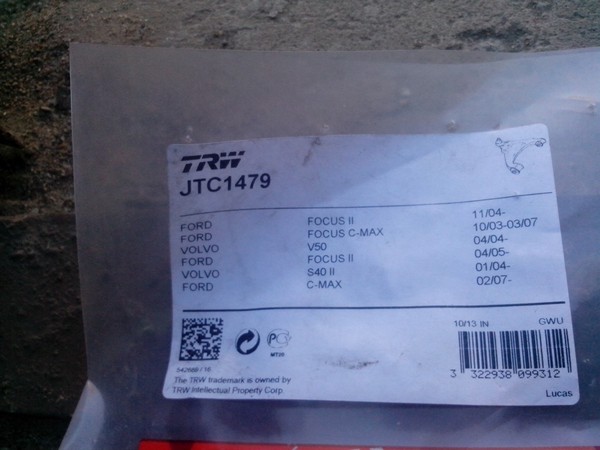 TRW
JTC1479
FORD FOCUS II 11/04-
FORD FOCUS C-MAX 10/03-03/07
VOLVO V50 04/04-
FORD FOCUS II 04/05-
VOLVO S40 II 01/04-
FORD C-MAX 02/07-
10/13 IN GWU
MT20
3 322938 099312
The TRW trademark is owned by
TRW Intellectual Property Corp.
Lucas